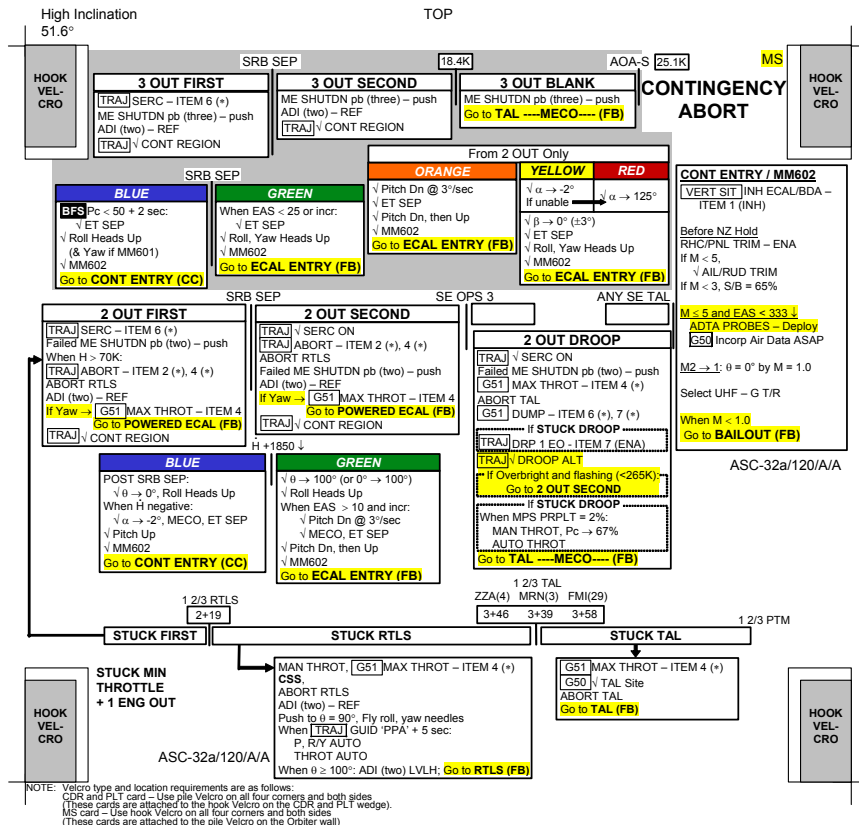 High Inclination
51.6°
TOP
HOOK
VEL-
CRO
SRB SEP
18.4K
AOA-S 25.1K
MS
HOOK
VEL-
CRO
CONTINGENCY
ABORT
3 OUT FIRST
TRAJ SERC – ITEM 6 (*)
ME SHUTDN pb (three) – push
ADI (two) – REF
TRAJ √ CONT REGION
3 OUT SECOND
ME SHUTDN pb (three) – push
ADI (two) – REF
TRAJ √ CONT REGION
3 OUT BLANK
ME SHUTDN pb (three) – push
Go to TAL ----MECO---- (FB)
SRB SEP
BLUE
BFS Pc < 50 + 2 sec:
√ ET SEP
√ Roll Heads Up
(& Yaw if MM601)
√ MM602
Go to CONT ENTRY (CC)
GREEN
When EAS < 25 or incr:
√ ET SEP
√ Roll, Yaw Heads Up
√ MM602
Go to ECAL ENTRY (FB)
From 2 OUT Only
ORANGE
√ Pitch Dn @ 3°/sec
√ ET SEP
√ Pitch Dn, then Up
√ MM602
Go to ECAL ENTRY (FB)
YELLOW
√ α → -2°
If unable
RED
√ α → 125°
√ β → 0° (±3°)
√ ET SEP
√ Roll, Yaw Heads Up
√ MM602
Go to ECAL ENTRY (FB)
CONT ENTRY / MM602
VERT SIT INH ECAL/BDA –
ITEM 1 (INH)
Before NZ Hold
RHC/PNL TRIM – ENA
If M < 5,
√ AIL/RUD TRIM
If M < 3, S/B = 65%
M ≤ 5 and EAS < 333 ↓
ADTA PROBES – Deploy
G50 Incorp Air Data ASAP
M2 → 1: θ = 0° by M = 1.0
Select UHF – G T/R
When M < 1.0
Go to BAILOUT (FB)
ASC-32a/120/A/A
SRB SEP
SE OPS 3
ANY SE TAL
2 OUT FIRST
TRAJ SERC – ITEM 6 (*)
Failed ME SHUTDN pb (two) – push
When H > 70K:
TRAJ ABORT – ITEM 2 (*), 4 (*)
ABORT RTLS
ADI (two) – REF
If Yaw → G51 MAX THROT – ITEM 4
Go to POWERED ECAL (FB)
TRAJ √ CONT REGION
2 OUT SECOND
TRAJ √ SERC ON
TRAJ ABORT – ITEM 2 (*), 4 (*)
ABORT RTLS
Failed ME SHUTDN pb (two) – push
ADI (two) – REF
If Yaw → G51 MAX THROT – ITEM 4
Go to POWERED ECAL (FB)
TRAJ √ CONT REGION
2 OUT DROOP
TRAJ √ SERC ON
Failed ME SHUTDN pb (two) – push
G51 MAX THROT – ITEM 4 (*)
ABORT TAL
G51 DUMP – ITEM 6 (*), 7 (*)
If STUCK DROOP
TRAJ DRP 1 EO - ITEM 7 (ENA)
TRAJ √ DROOP ALT
If Overbright and flashing (<265K):
Go to 2 OUT SECOND
If STUCK DROOP
When MPS PRPLT = 2%:
MAN THROT, Pc → 67%
AUTO THROT
Go to TAL ----MECO---- (FB)
Ḣ +1850 ↓
BLUE
POST SRB SEP:
√ θ → 0°, Roll Heads Up
When Ḣ negative:
√ α → -2°, MECO, ET SEP
√ Pitch Up
√ MM602
Go to CONT ENTRY (CC)
GREEN
√ θ → 100° (or 0° → 100°)
√ Roll Heads Up
When EAS > 10 and incr:
√ Pitch Dn @ 3°/sec
√ MECO, ET SEP
√ Pitch Dn, then Up
√ MM602
Go to ECAL ENTRY (FB)
1 2/3 RTLS
2+19
1 2/3 TAL
ZZA(4) MRN(3) FMI(29)
3+46 3+39 3+58
1 2/3 PTM
STUCK FIRST
STUCK RTLS
STUCK TAL
HOOK
VEL-
CRO
STUCK MIN
THROTTLE
+ 1 ENG OUT
MAN THROT, G51 MAX THROT – ITEM 4 (*)
CSS,
ABORT RTLS
ADI (two) – REF
Push to θ = 90°, Fly roll, yaw needles
When TRAJ GUID 'PPA' + 5 sec:
P, R/Y AUTO
THROT AUTO
When θ ≥ 100°: ADI (two) LVLH; Go to RTLS (FB)
G51 MAX THROT – ITEM 4 (*)
G50 √ TAL Site
ABORT TAL
Go to TAL (FB)
HOOK
VEL-
CRO
ASC-32a/120/A/A
NOTE: Velcro type and location requirements are as follows:
CDR and PLT card – Use pile Velcro on all four corners and both sides
(These cards are attached to the hook Velcro on the CDR and PLT wedge).
MS card – Use hook Velcro on all four corners and both sides
(These cards are attached to the pile Velcro on the Orbiter wall)